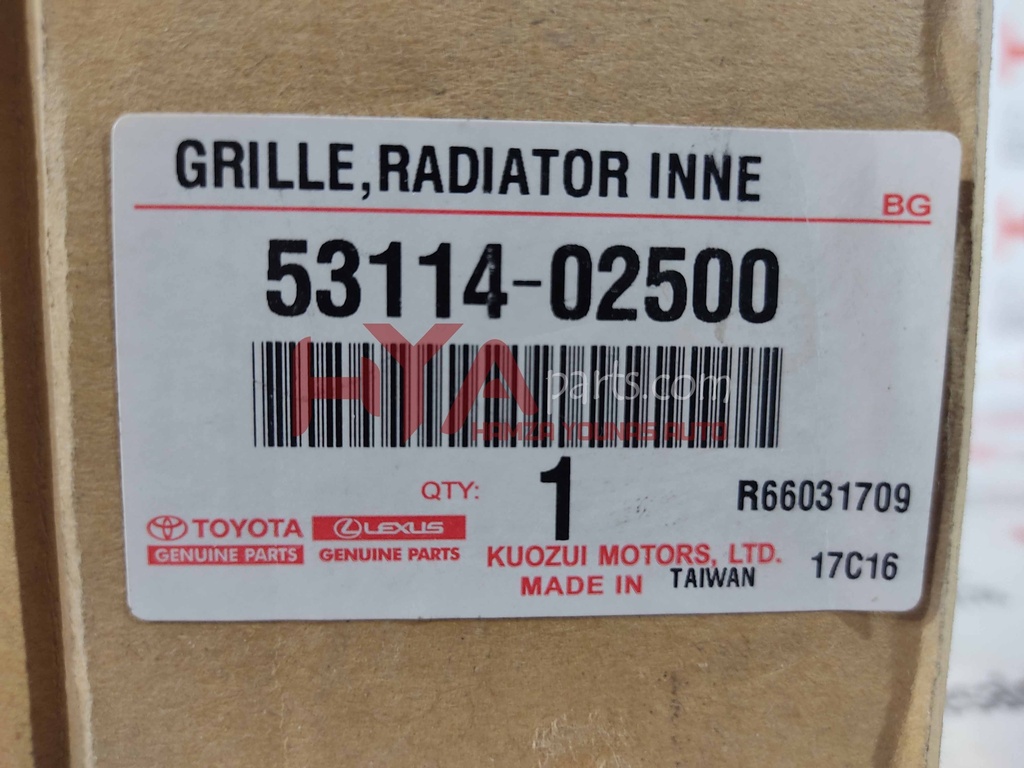 GRILLE,RADIATOR INNE
BG
53114-02500
HYA parts.com
HAMZA YOUNAS AUTO
QTY: 1
R66031709
TOYOTA LEXUS
GENUINE PARTS GENUINE PARTS
KUOZUI MOTORS, LTD.
17C16
MADE IN TAIWAN